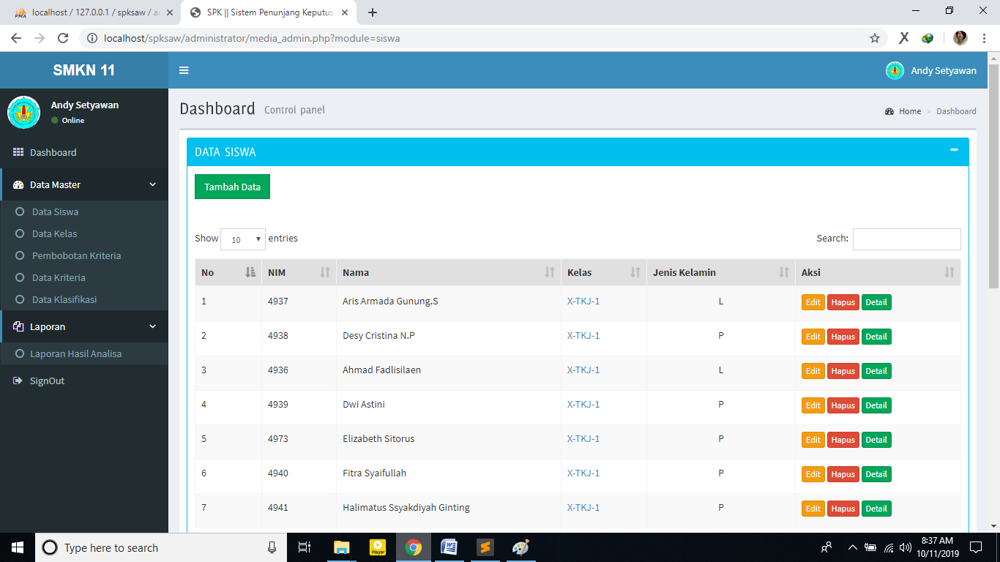 localhost / 127.0.0.1 / spksaw / a
SPK || Sistem Penunjang Keputus
localhost/spksaw/administrator/media_admin.php?module=siswa
SMKN 11
Andy Setyawan
Andy Setyawan
Online
Dashboard Control panel
Home > Dashboard
Dashboard
Data Master
Data Siswa
Data Kelas
Pembobotan Kriteria
Data Kriteria
Data Klasifikasi
Laporan
Laporan Hasil Analisa
SignOut
DATA SISWA
Tambah Data
Show 10 entries
Search:
No NIM Nama Kelas Jenis Kelamin Aksi
1 4937 Aris Armada Gunung.S X-TKJ-1 L Edit Hapus Detail
2 4938 Desy Cristina N.P X-TKJ-1 P Edit Hapus Detail
3 4936 Ahmad Fadlisilaen X-TKJ-1 L Edit Hapus Detail
4 4939 Dwi Astini X-TKJ-1 P Edit Hapus Detail
5 4973 Elizabeth Sitorus X-TKJ-1 P Edit Hapus Detail
6 4940 Fitra Syaifullah X-TKJ-1 P Edit Hapus Detail
7 4941 Halimatus Ssyakdiyah Ginting X-TKJ-1 P Edit Hapus Detail
Type here to search
Player
8:37 AM
10/11/2019